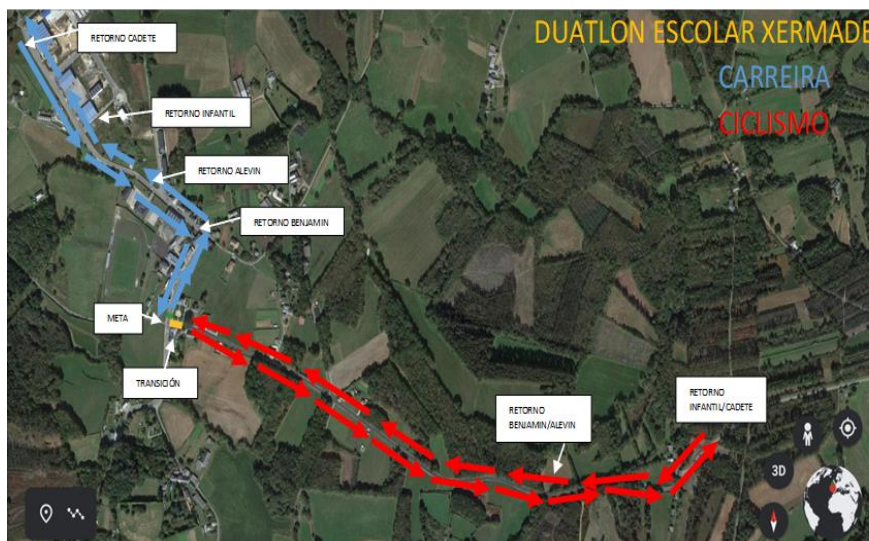 DUATLON ESCOLAR XERMADE
CARREIRA
CICLISMO
RETORNO CADETE
RETORNO INFANTIL
RETORNO ALEVIN
RETORNO BENJAMIN
META
TRANSICIÓN
RETORNO
BENJAMIN/ALEVIN
RETORNO
INFANTIL/CADETE
3D